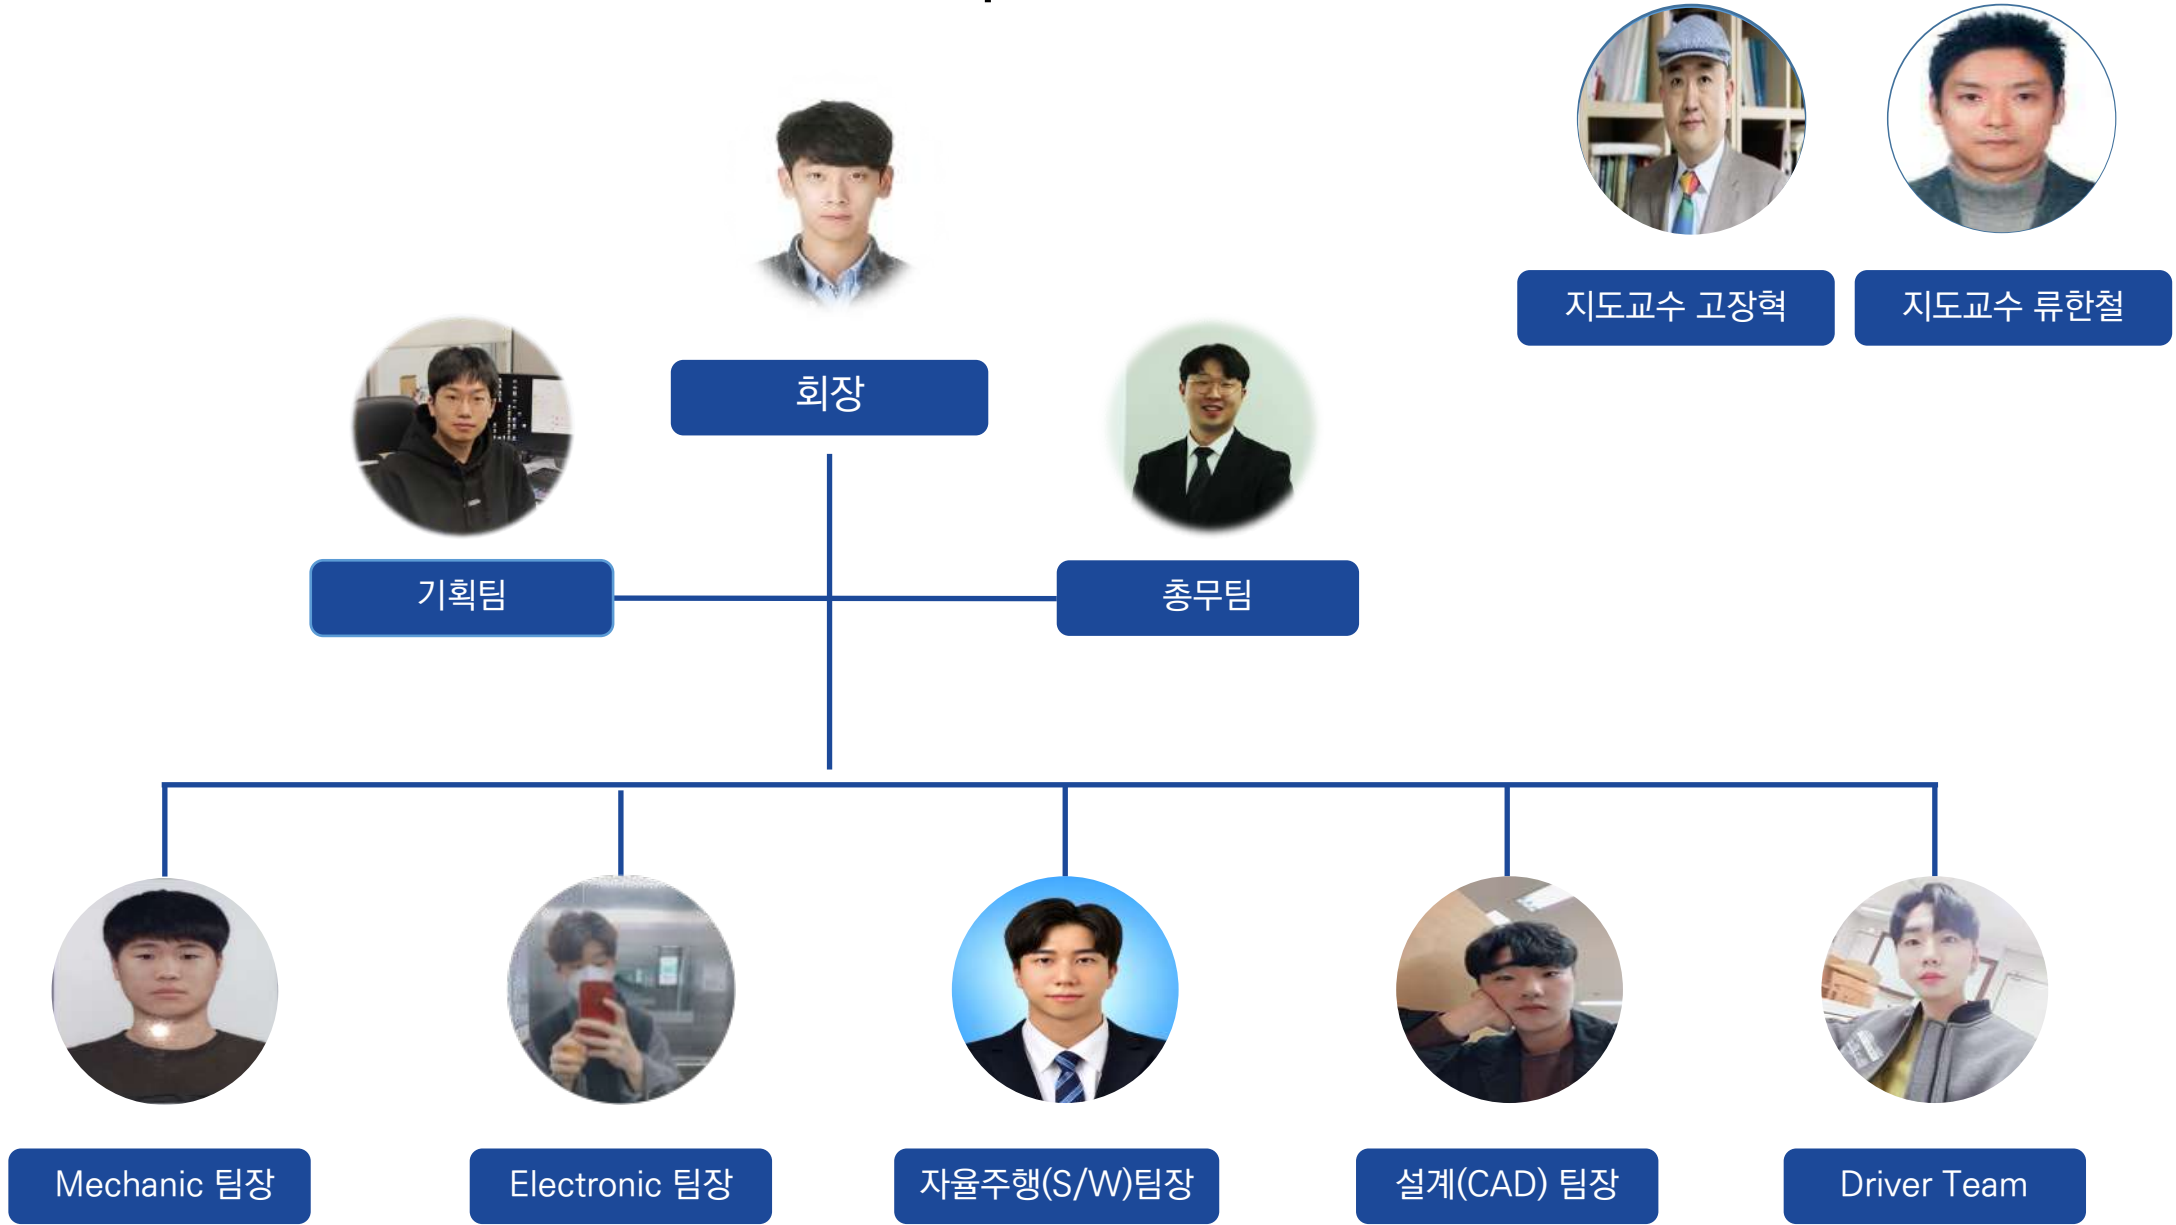 지도교수 고장혁
지도교수 류한철
회장
기획팀
총무팀
Mechanic 팀장
Electronic 팀장
자율주행(S/W)팀장
설계(CAD) 팀장
Driver Team